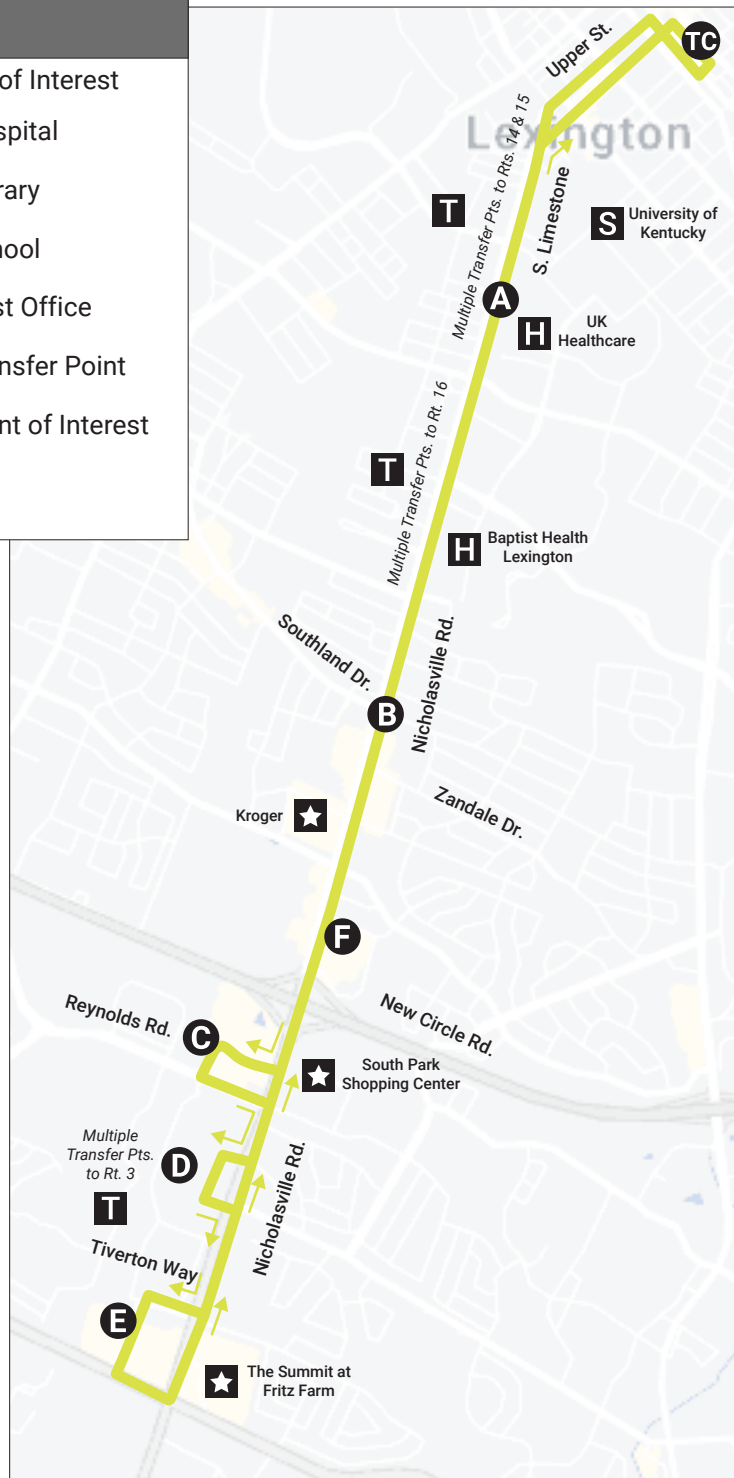 of Interest
spital
rary
hool
st Office
nsfer Point
nt of Interest
TC
Upper St.
Lexington
Multiple Transfer Pts. to Rts. 14 & 15
T
S. Limestone
S
University of
Kentucky
A
H
UK
Healthcare
Multiple Transfer Pts. to Rt. 16
T
H
Baptist Health
Lexington
Southland Dr.
Nicholasville Rd.
B
Zandale Dr.
Kroger
F
New Circle Rd.
Reynolds Rd.
C
South Park
Shopping Center
Multiple
Transfer Pts.
to Rt. 3
D
T
Nicholasville Rd.
Tiverton Way
E
The Summit at
Fritz Farm